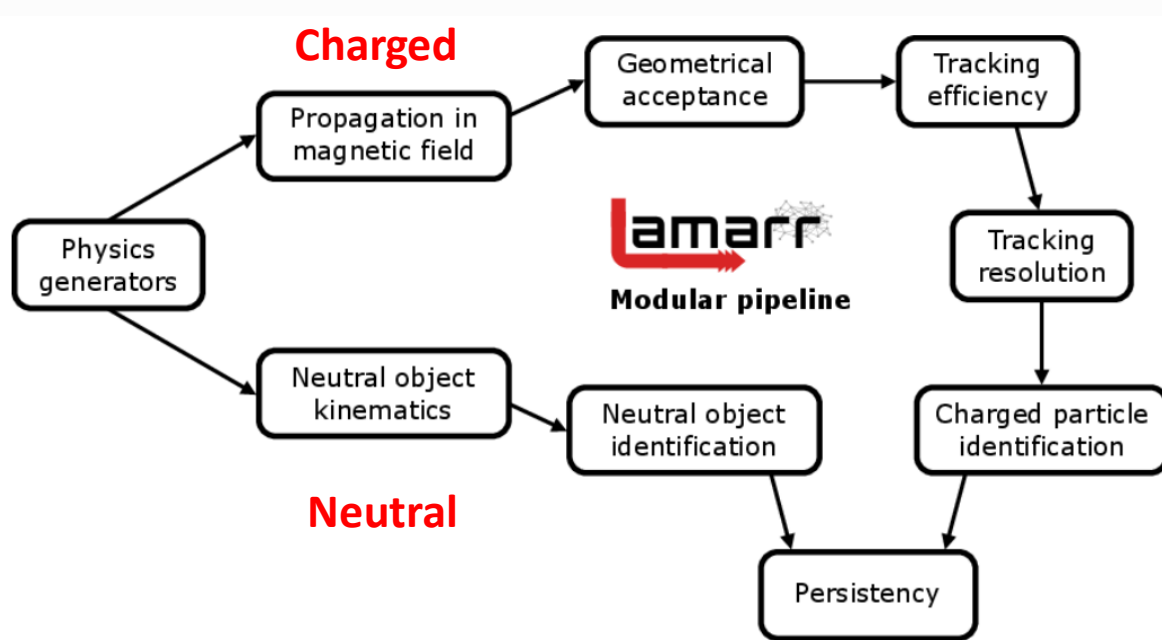 Charged
Geometrical
acceptance
Tracking
efficiency
Propagation in
magnetic field
Physics
generators
Lamarr
Modular pipeline
Tracking
resolution
Neutral object
kinematics
Neutral object
identification
Charged particle
identification
Neutral
Persistency